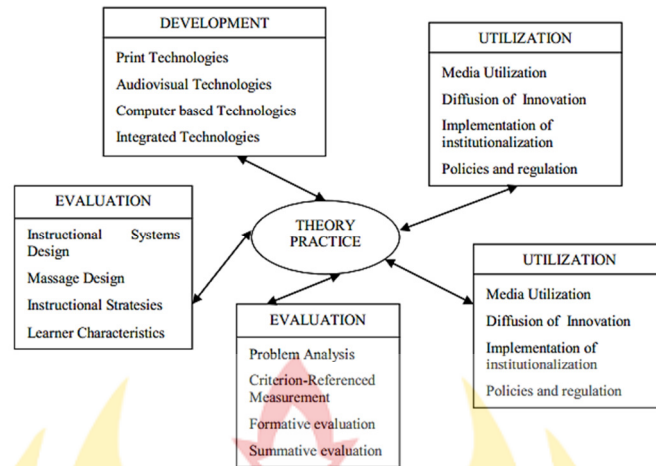 DEVELOPMENT
Print Technologies
Audiovisual Technologies
Computer based Technologies
Integrated Technologies
UTILIZATION
Media Utilization
Diffusion of Innovation
Implementation of
institutionalization
Policies and regulation
EVALUATION
Instructional Systems
Design
Massage Design
Instructional Stratesies
Learner Characteristics
THEORY
PRACTICE
EVALUATION
Problem Analysis
Criterion-Referenced
Measurement
Formative evaluation
Summative evaluation
UTILIZATION
Media Utilization
Diffusion of Innovation
Implementation of
institutionalization
Policies and regulation